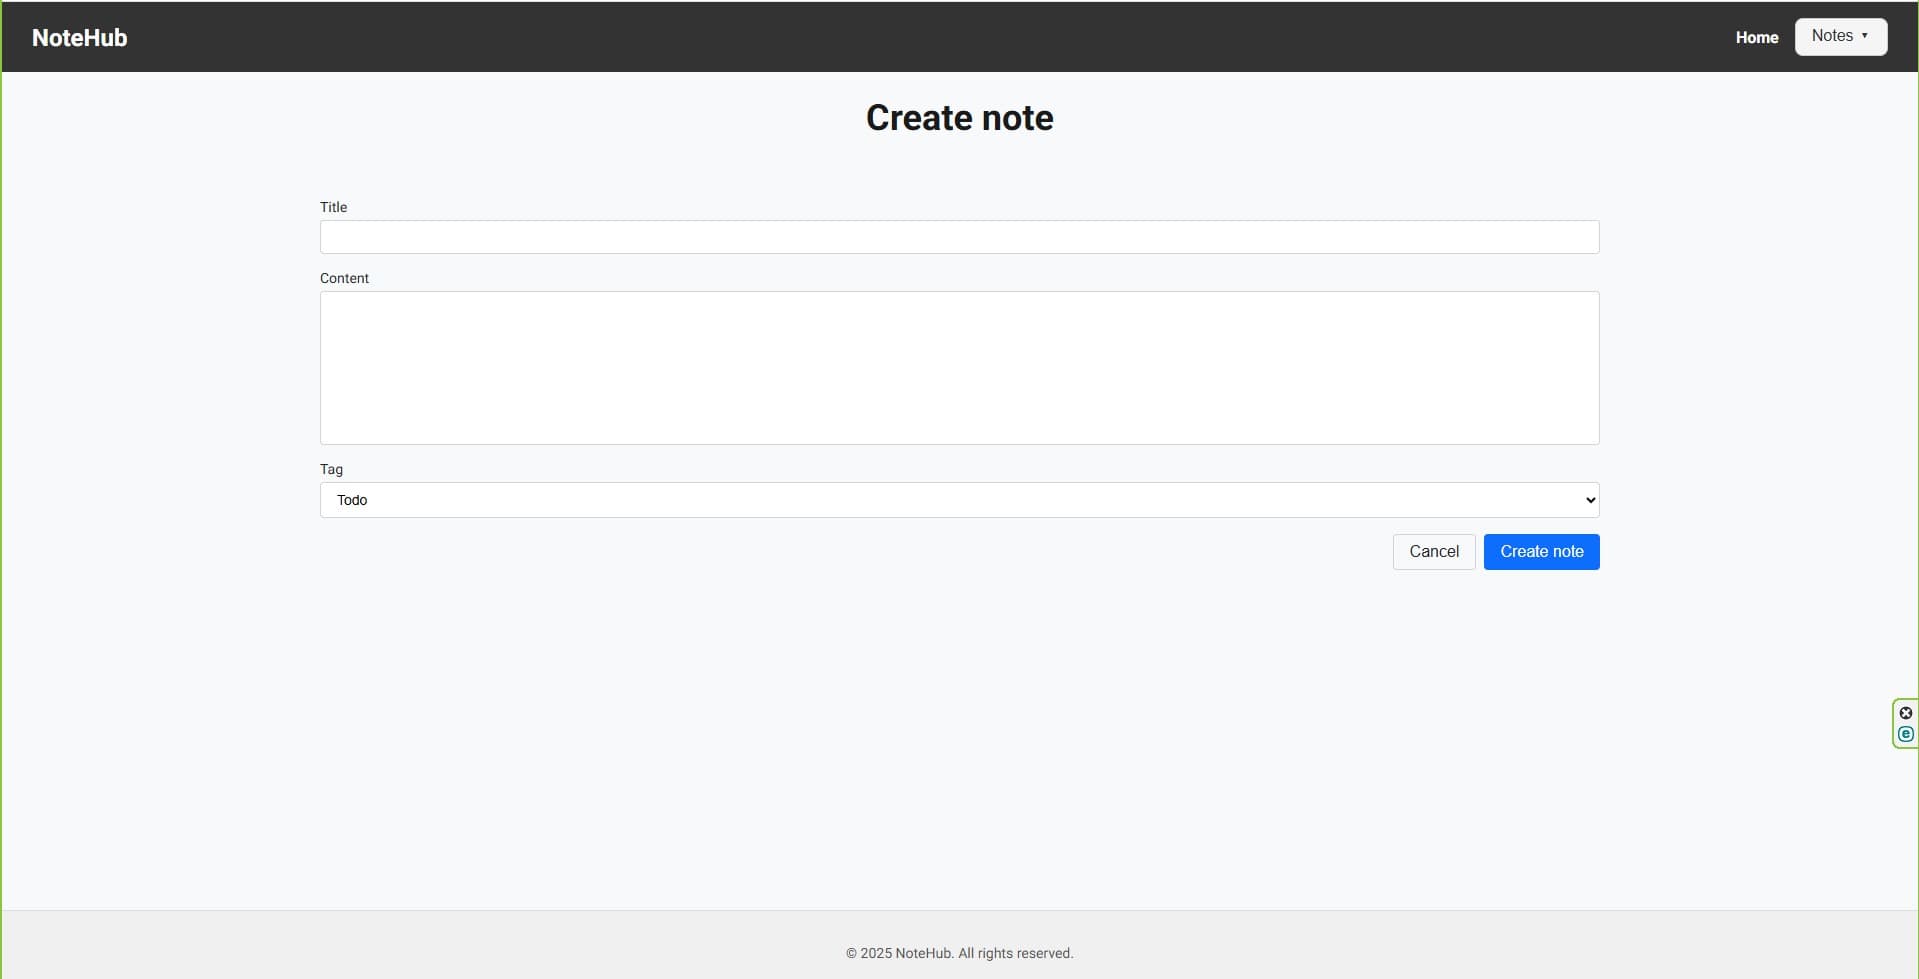 NoteHub
Home
Notes ▾
Create note
Title
Content
Tag
Todo
Cancel
Create note
e
© 2025 NoteHub. All rights reserved.